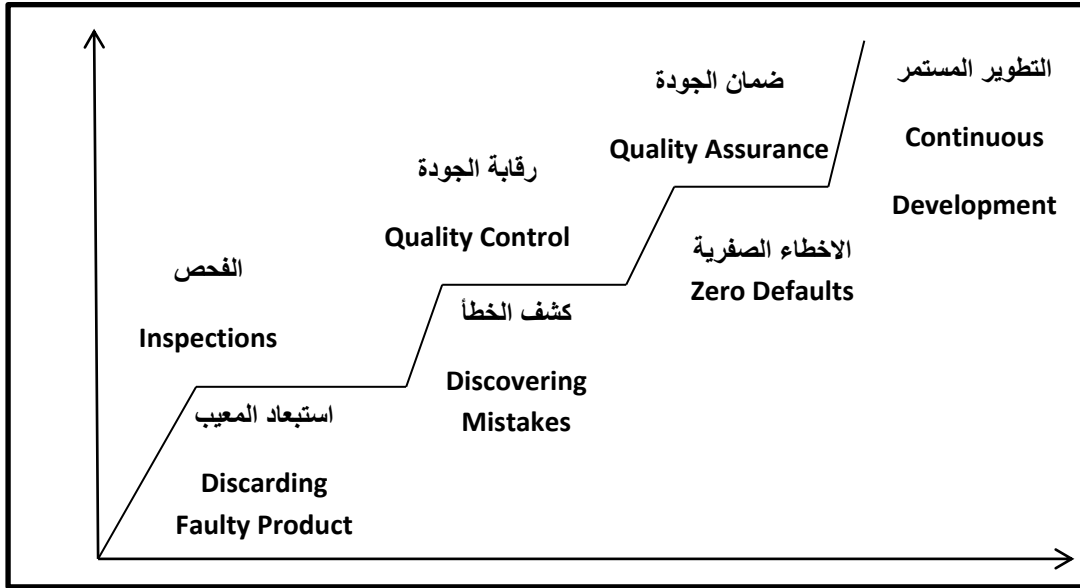 الفحص
Inspections
استبعاد المعيب
Discarding
Faulty Product
رقابة الجودة
Quality Control
كشف الخطأ
Discovering
Mistakes
ضمان الجودة
Quality Assurance
الاخطاء الصفرية
Zero Defaults
التطوير المستمر
Continuous
Development